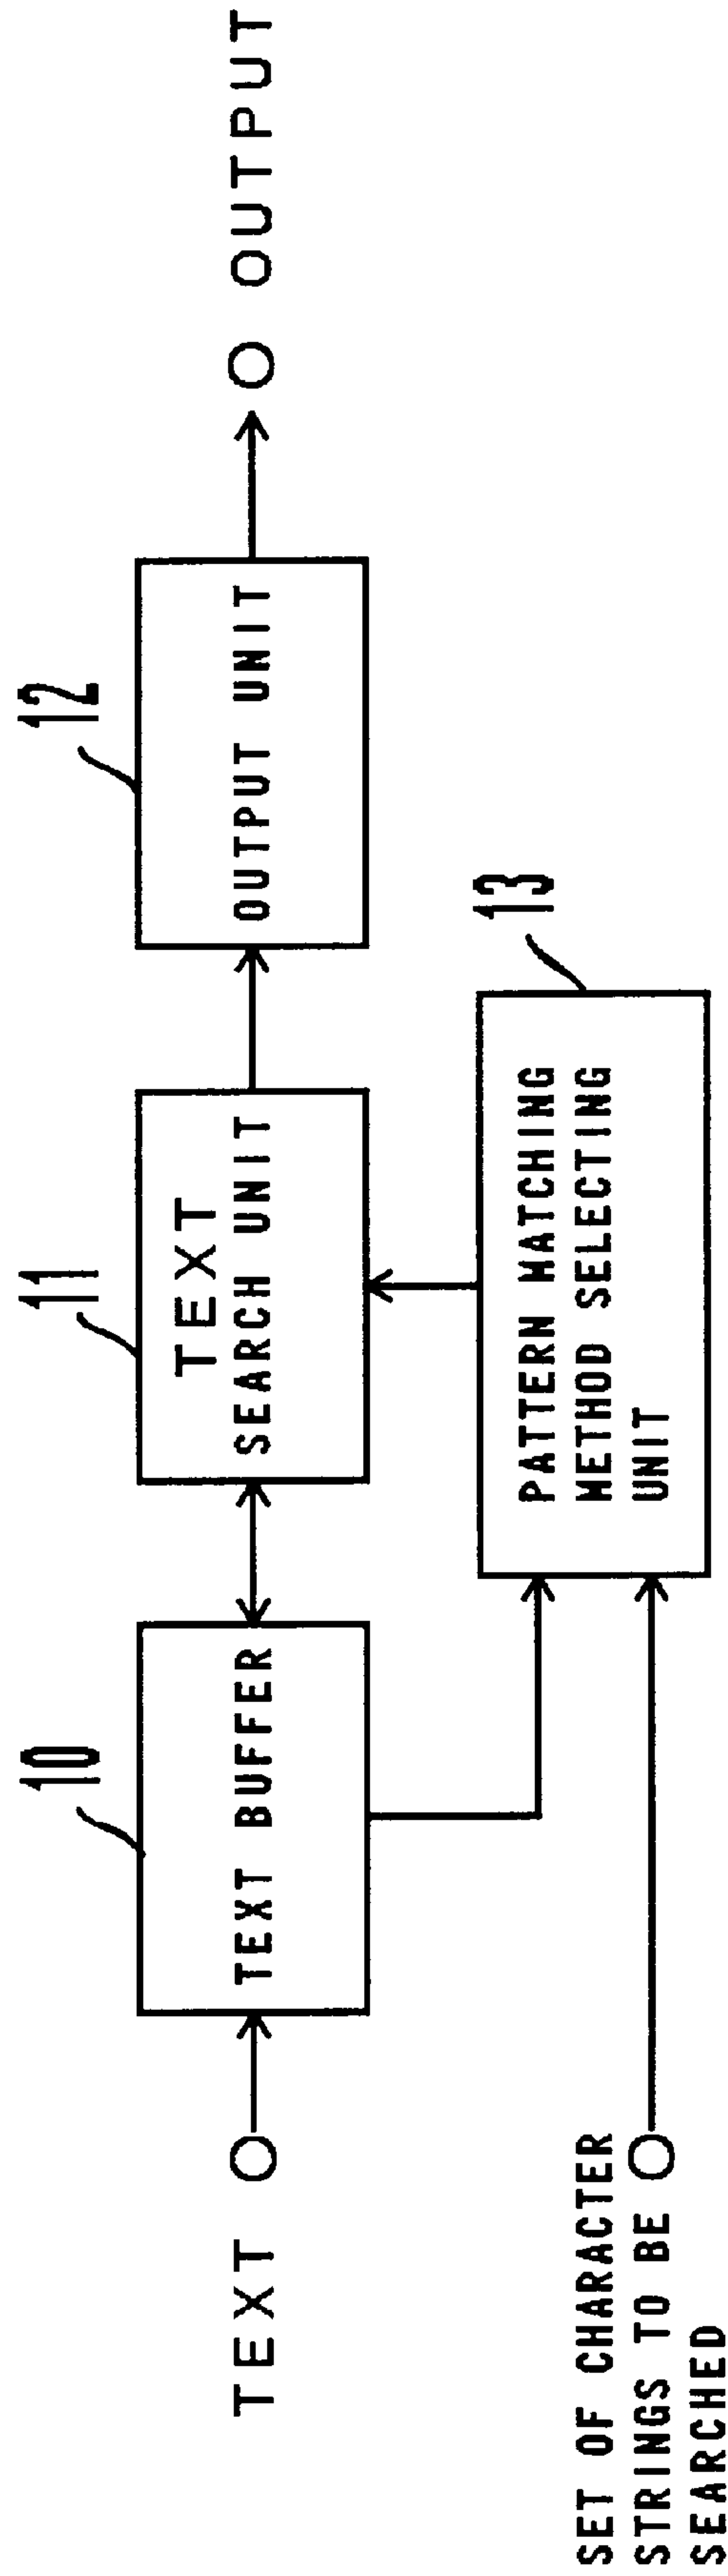 TEXT
10
TEXT BUFFER
11
TEXT
SEARCH UNIT
12
OUTPUT UNIT
OUTPUT
13
PATTERN MATCHING
METHOD SELECTING
UNIT
SET OF CHARACTER
STRINGS TO BE
SEARCHED